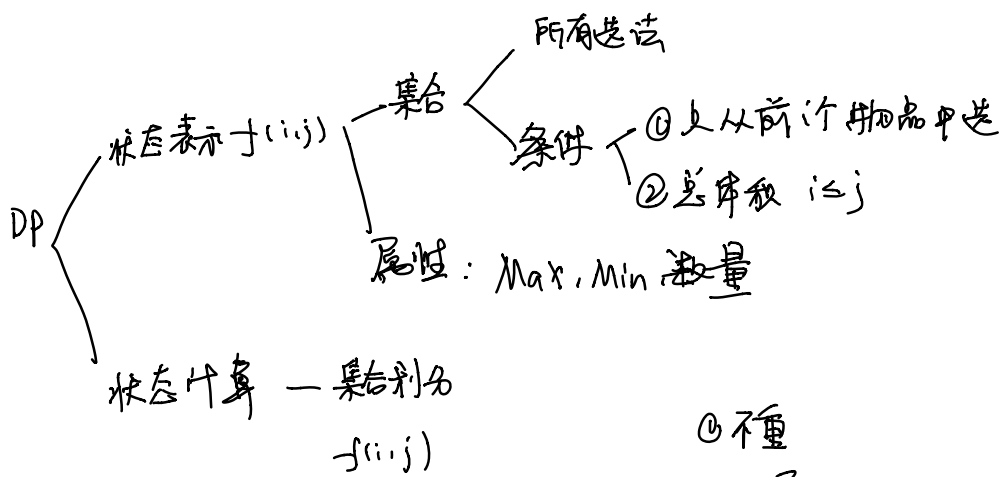 所有选法
集合
状态表示 f(i,j)
条件
① 只从前i个物品中选
② 总体积 i≤j
DP
属性: Max, Min, 数量
状态计算 — 集合划分
f(i,j)
① 不重